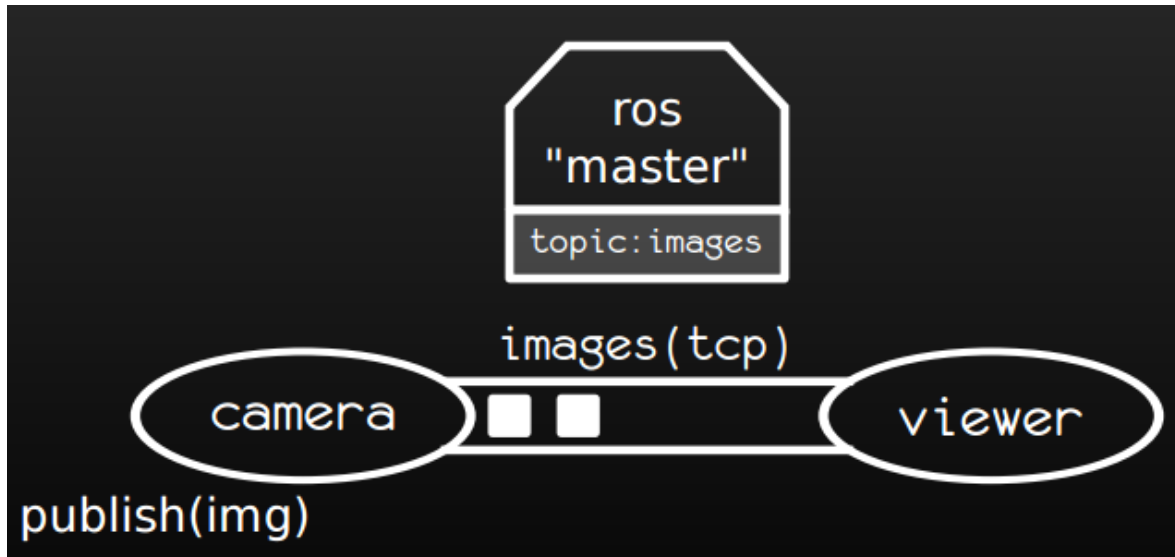 ros
"master"
topic:images
images(tcp)
camera
viewer
publish(img)